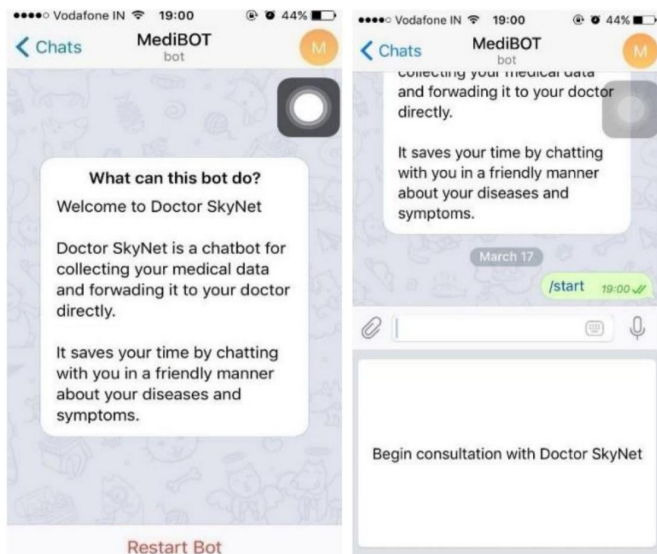 Vodafone IN 19:00 44%
Chats MediBOT M
bot
What can this bot do?
Welcome to Doctor SkyNet
Doctor SkyNet is a chatbot for
collecting your medical data
and forwading it to your doctor
directly.
It saves your time by chatting
with you in a friendly manner
about your diseases and
symptoms.
Restart Bot
Vodafone IN 19:00 44%
Chats MediBOT M
bot
collecting your medical data
and forwading it to your doctor
directly.
It saves your time by chatting
with you in a friendly manner
about your diseases and
symptoms.
March 17
/start 19:00
Begin consultation with Doctor SkyNet